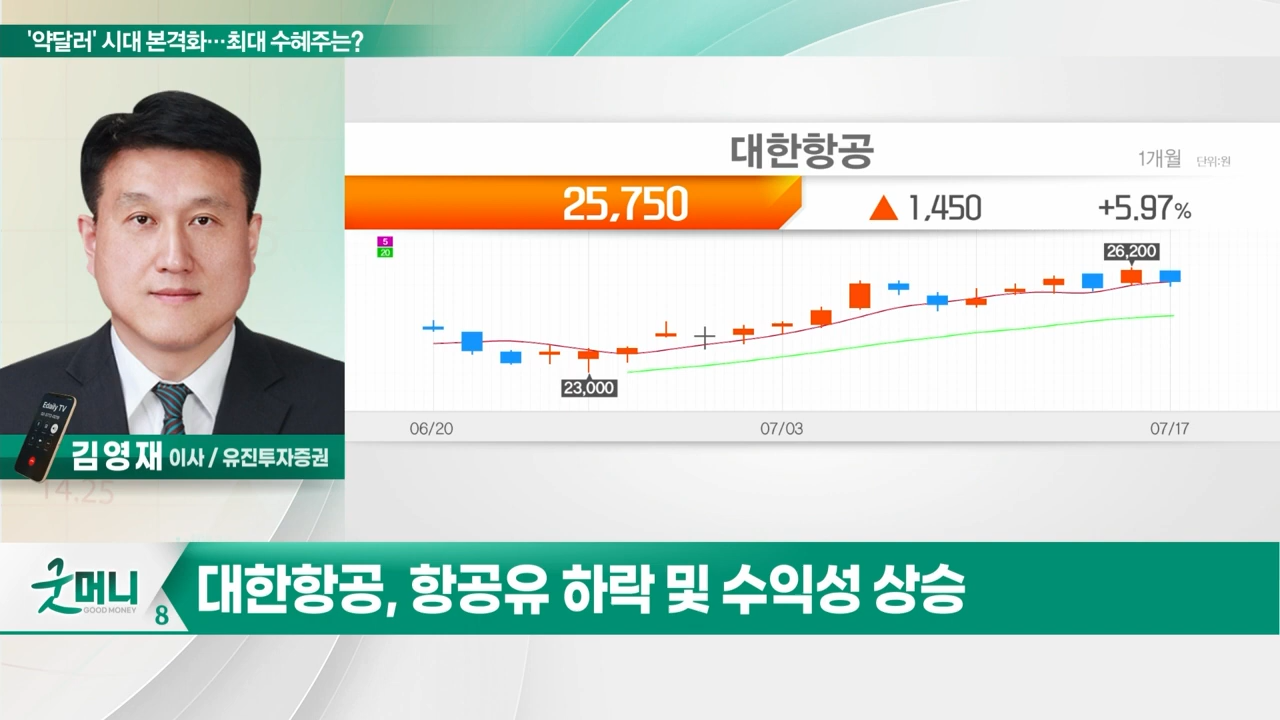 '약달러' 시대 본격화…최대 수혜주는?
대한항공
1개월 단위:원
25,750 ▲ 1,450 +5.97%
5
20
26,200
23,000
06/20 07/03 07/17
Edaily TV
김영재 이사 / 유진투자증권
14.25
굿머니
GOOD MONEY
8
대한항공, 항공유 하락 및 수익성 상승